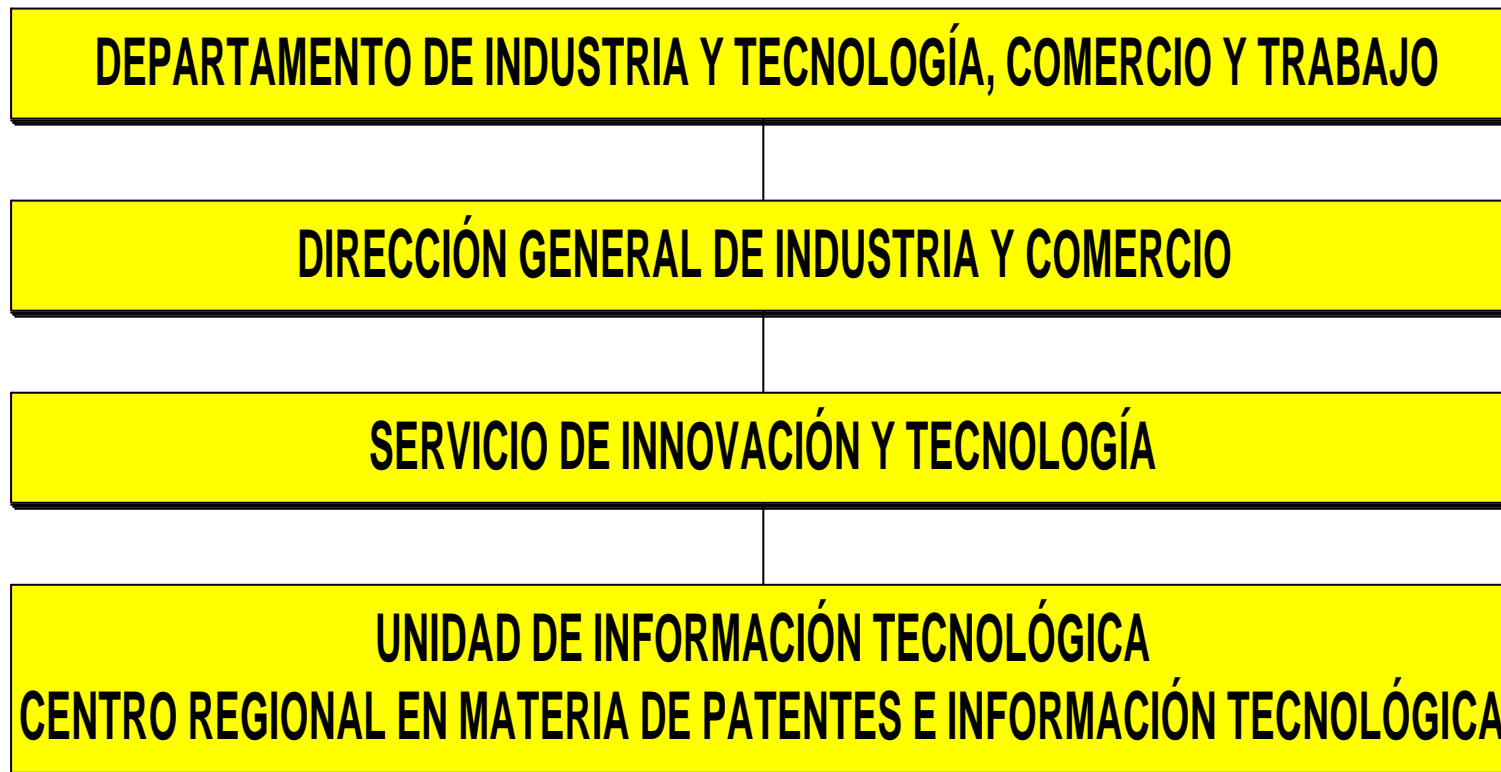 DEPARTAMENTO DE INDUSTRIA Y TECNOLOGÍA, COMERCIO Y TRABAJO
DIRECCIÓN GENERAL DE INDUSTRIA Y COMERCIO
SERVICIO DE INNOVACIÓN Y TECNOLOGÍA
UNIDAD DE INFORMACIÓN TECNOLÓGICA
CENTRO REGIONAL EN MATERIA DE PATENTES E INFORMACIÓN TECNOLÓGICA